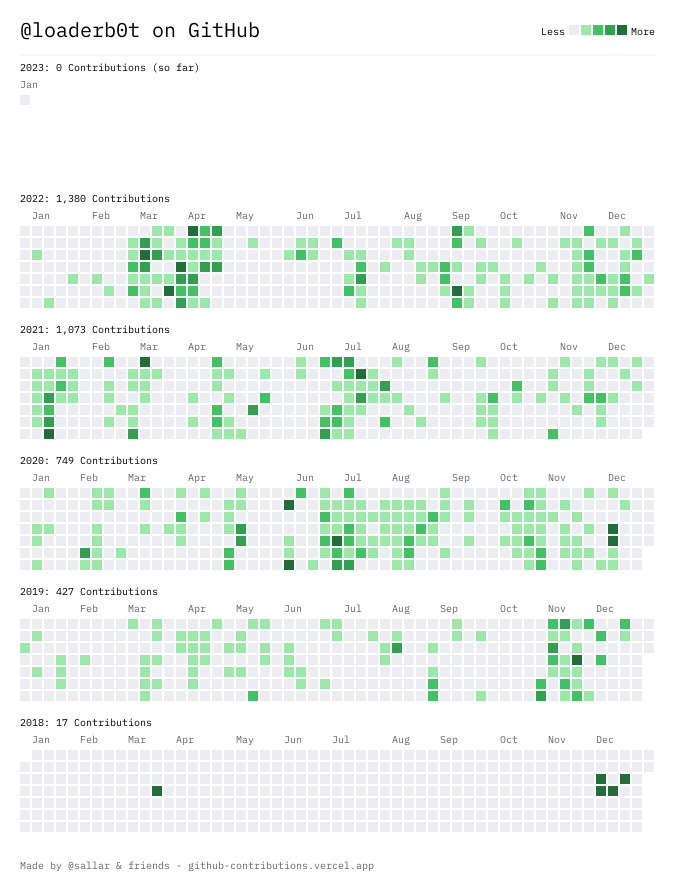 @loaderb0t on GitHub
Less More
2023: 0 Contributions (so far)
Jan
2022: 1,380 Contributions
Jan Feb Mar Apr May Jun Jul Aug Sep Oct Nov Dec
2021: 1,073 Contributions
Jan Feb Mar Apr May Jun Jul Aug Sep Oct Nov Dec
2020: 749 Contributions
Jan Feb Mar Apr May Jun Jul Aug Sep Oct Nov Dec
2019: 427 Contributions
Jan Feb Mar Apr May Jun Jul Aug Sep Oct Nov Dec
2018: 17 Contributions
Jan Feb Mar Apr May Jun Jul Aug Sep Oct Nov Dec
Made by @sallar & friends - github-contributions.vercel.app